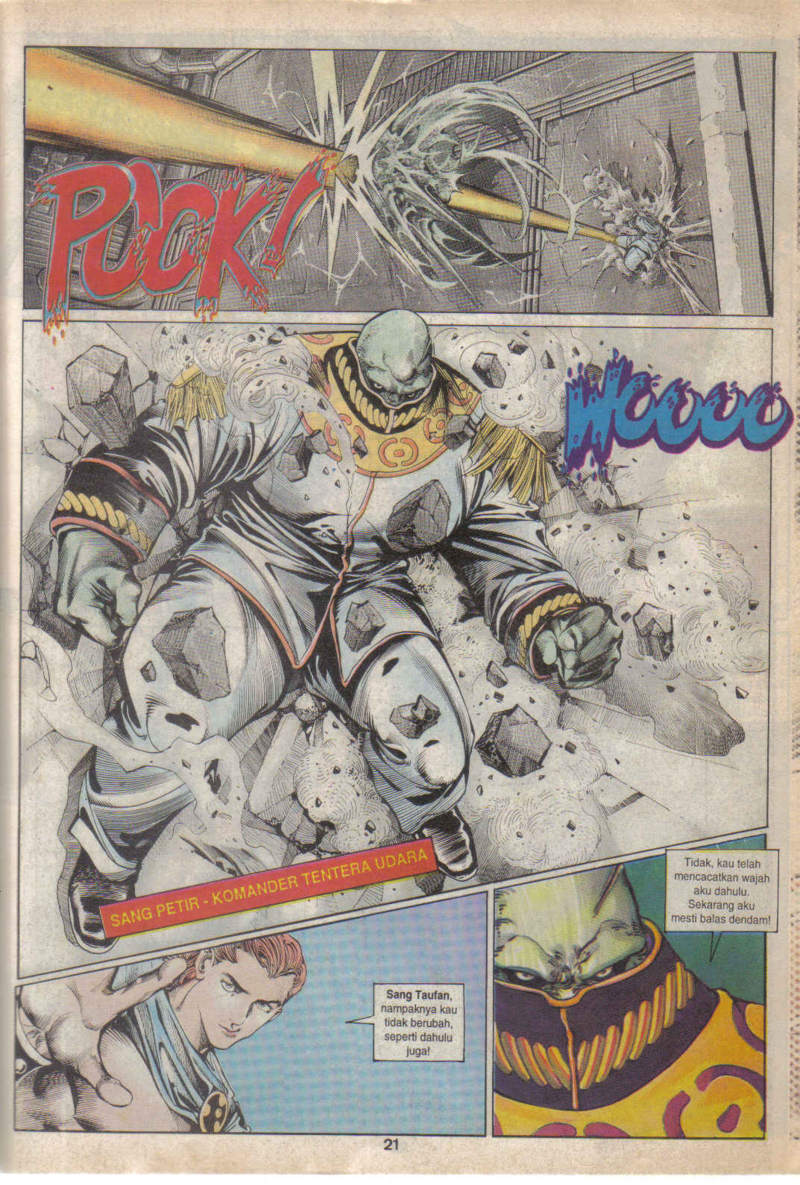 POOK!
WOOOO
SANG PETIR - KOMANDER TENTERA UDARA
Tidak, kau telah
mencacatkan wajah
aku dahulu.
Sekarang aku
mesti balas dendam!
Sang Taufan,
nampaknya kau
tidak berubah,
seperti dahulu
juga!
21